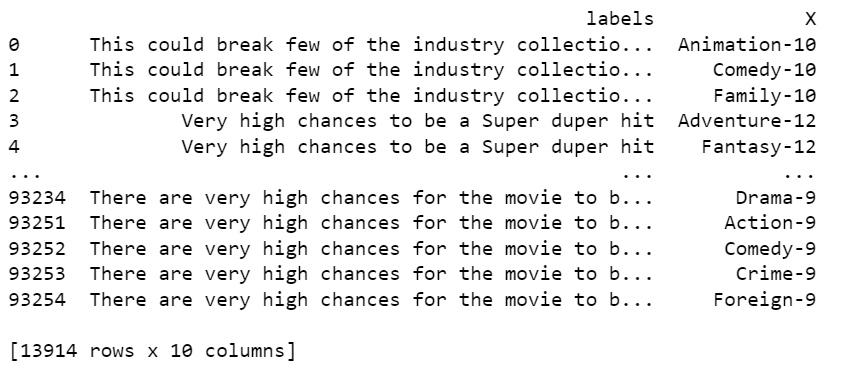 labels X
0 This could break few of the industry collectio... Animation-10
1 This could break few of the industry collectio... Comedy-10
2 This could break few of the industry collectio... Family-10
3 Very high chances to be a Super duper hit Adventure-12
4 Very high chances to be a Super duper hit Fantasy-12
... ... ...
93234 There are very high chances for the movie to b... Drama-9
93251 There are very high chances for the movie to b... Action-9
93252 There are very high chances for the movie to b... Comedy-9
93253 There are very high chances for the movie to b... Crime-9
93254 There are very high chances for the movie to b... Foreign-9
[13914 rows x 10 columns]